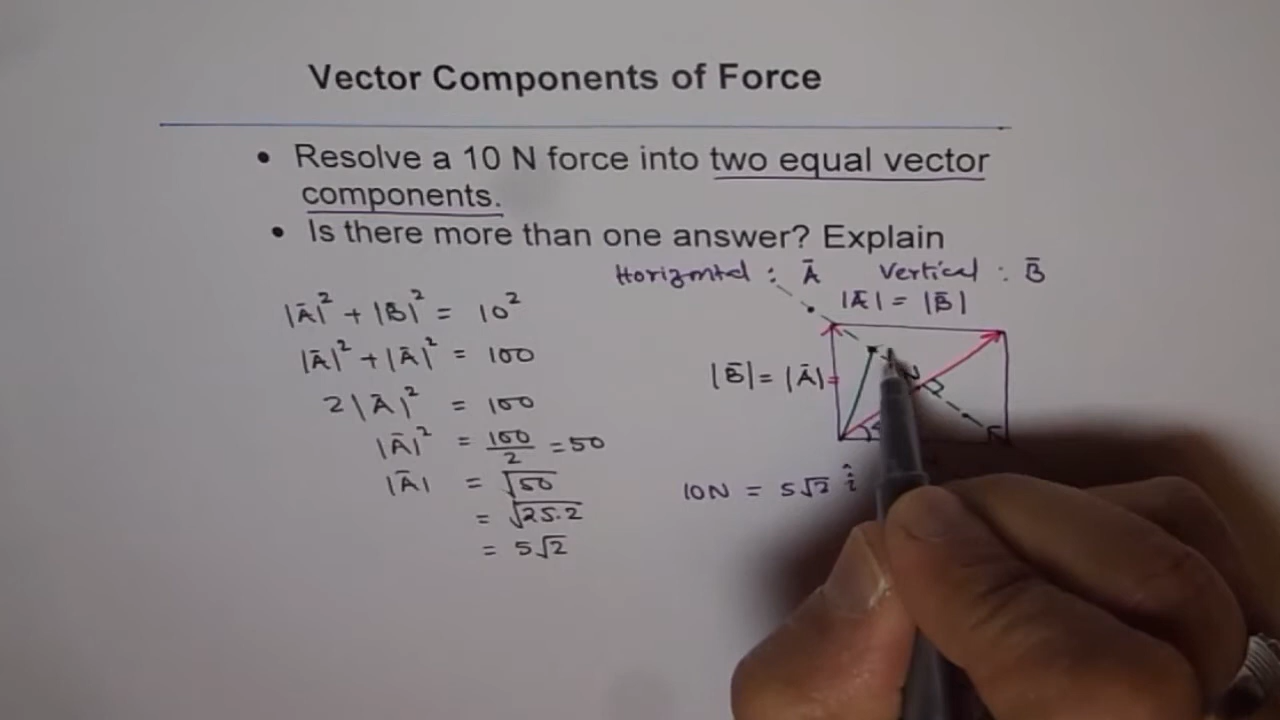 Vector Components of Force
• Resolve a 10 N force into two equal vector
components.
• Is there more than one answer? Explain
Horizontal : Ā Vertical : B̄
|Ā| = |B̄|
|Ā|² + |B̄|² = 10²
|Ā|² + |Ā|² = 100
|B̄| = |Ā| =
2|Ā|² = 100
|Ā|² = 100/2 = 50
|Ā| = √50
10N = 5√2 î
= √25.2
= 5√2